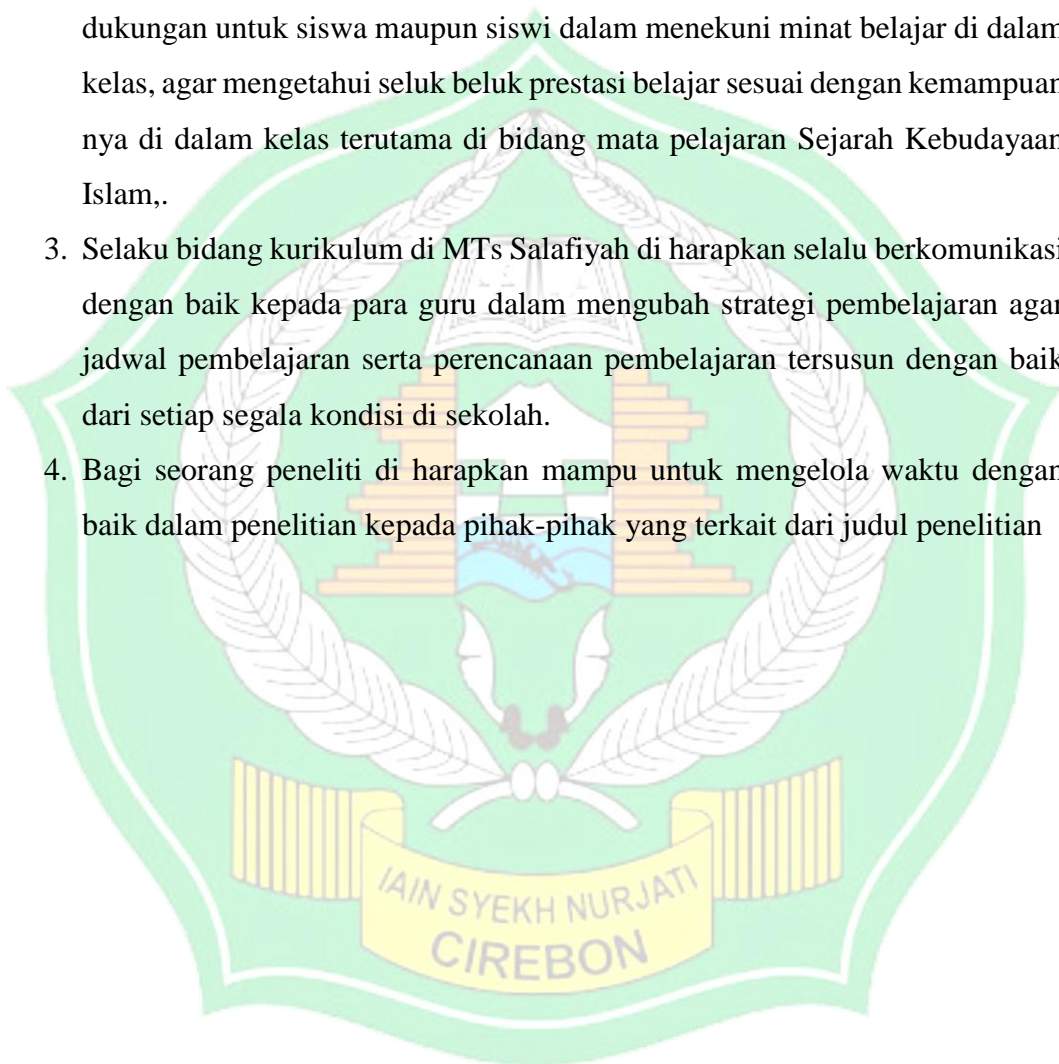 dukungan untuk siswa maupun siswi dalam menekuni minat belajar di dalam
kelas, agar mengetahui seluk beluk prestasi belajar sesuai dengan kemampuan
nya di dalam kelas terutama di bidang mata pelajaran Sejarah Kebudayaan
Islam,.
3. Selaku bidang kurikulum di MTs Salafiyah di harapkan selalu berkomunikasi
dengan baik kepada para guru dalam mengubah strategi pembelajaran agar
jadwal pembelajaran serta perencanaan pembelajaran tersusun dengan baik
dari setiap segala kondisi di sekolah.
4. Bagi seorang peneliti di harapkan mampu untuk mengelola waktu dengan
baik dalam penelitian kepada pihak-pihak yang terkait dari judul penelitian
IAIN SYEKH NURJATI
CIREBON